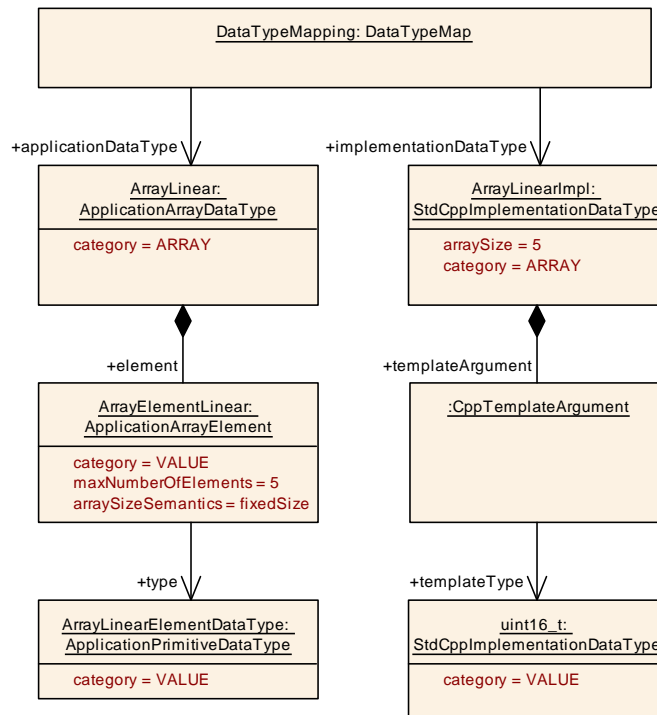 DataTypeMapping: DataTypeMap
+applicationDataType
+implementationDataType
ArrayLinear:
ApplicationArrayDataType
category = ARRAY
ArrayLinearImpl:
StdCppImplementationDataType
arraySize = 5
category = ARRAY
+element
+templateArgument
ArrayElementLinear:
ApplicationArrayElement
category = VALUE
maxNumberOfElements = 5
arraySizeSemantics = fixedSize
:CppTemplateArgument
+type
+templateType
ArrayLinearElementDataType:
ApplicationPrimitiveDataType
category = VALUE
uint16_t:
StdCppImplementationDataType
category = VALUE